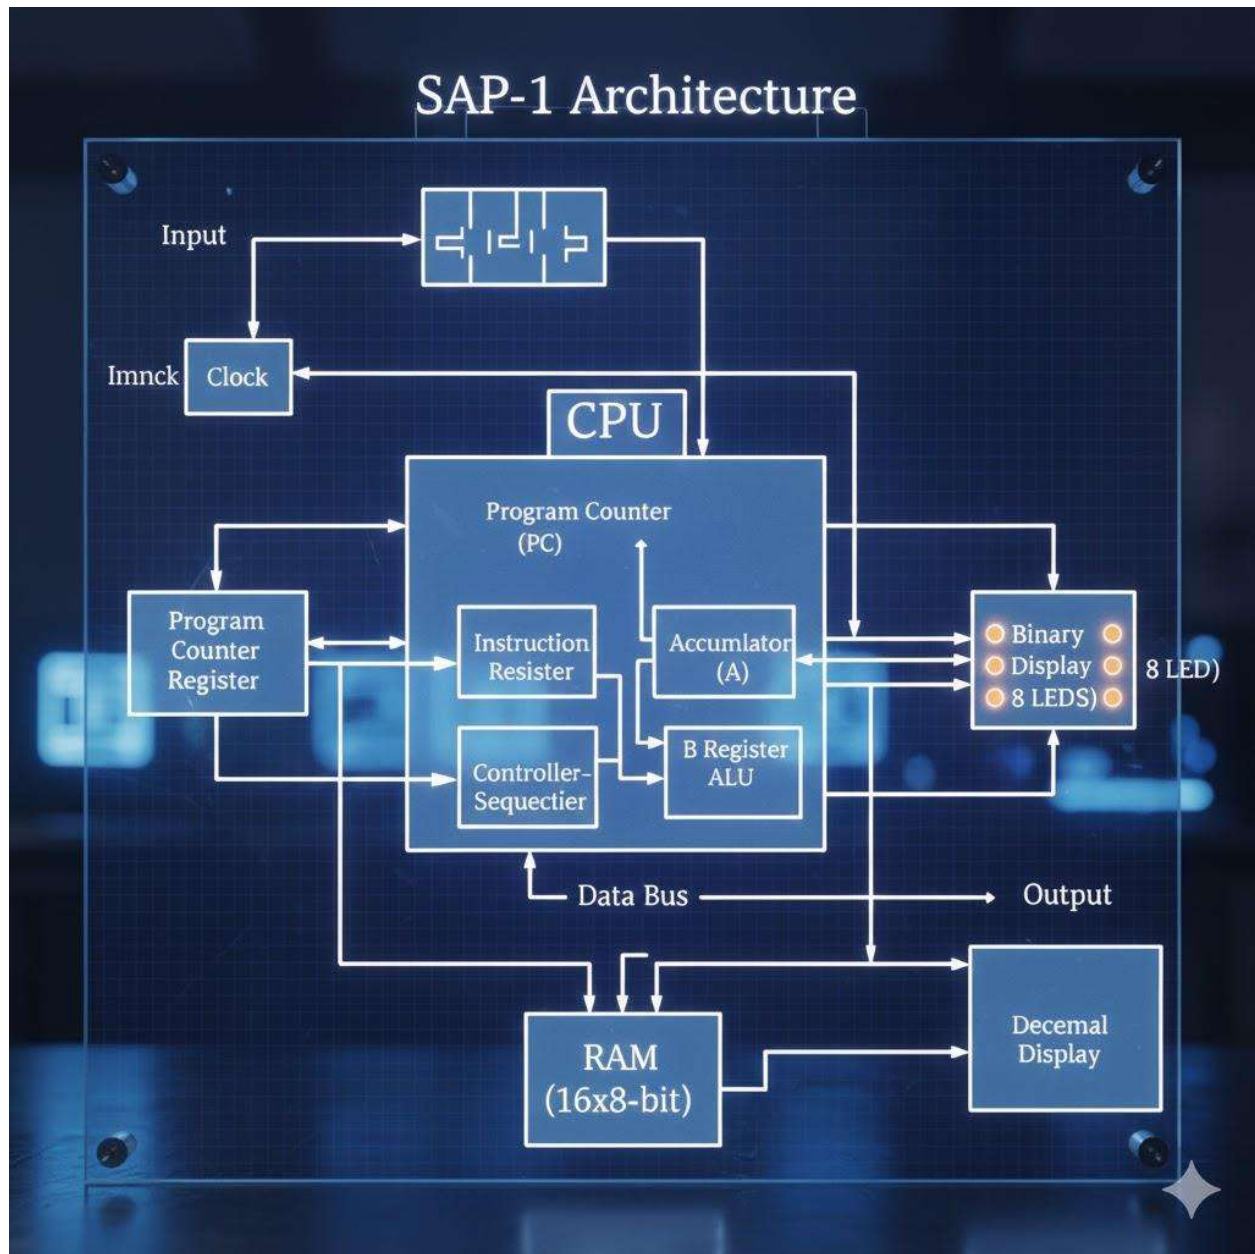 SAP-1 Architecture
Input
Imnck
Clock
CPU
Program Counter
(PC)
Program
Counter
Register
Instruction
Resister
Accumlator
(A)
Controller-
Sequectier
B Register
ALU
Binary
Display
8 LEDS)
8 LED)
Data Bus
Output
RAM
(16x8-bit)
Decemal
Display